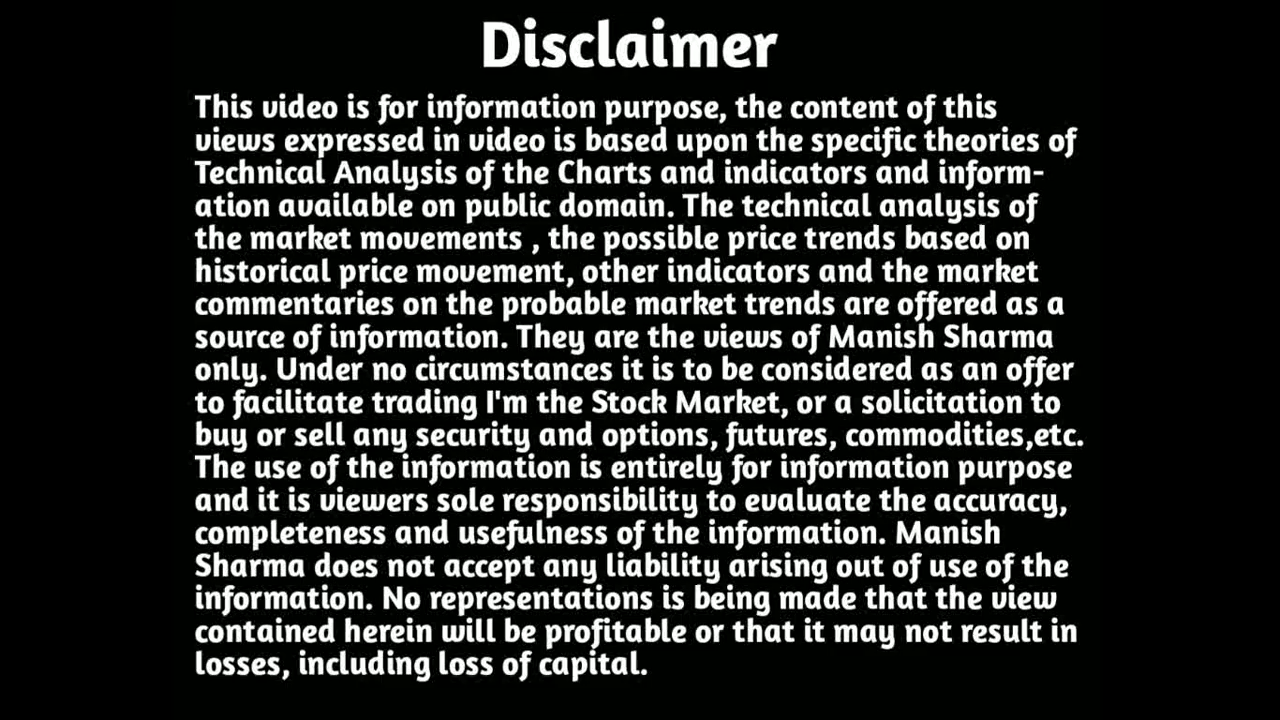 Disclaimer
This video is for information purpose, the content of this
views expressed in video is based upon the specific theories of
Technical Analysis of the Charts and indicators and inform-
ation available on public domain. The technical analysis of
the market movements , the possible price trends based on
historical price movement, other indicators and the market
commentaries on the probable market trends are offered as a
source of information. They are the views of Manish Sharma
only. Under no circumstances it is to be considered as an offer
to facilitate trading I'm the Stock Market, or a solicitation to
buy or sell any security and options, futures, commodities,etc.
The use of the information is entirely for information purpose
and it is viewers sole responsibility to evaluate the accuracy,
completeness and usefulness of the information. Manish
Sharma does not accept any liability arising out of use of the
information. No representations is being made that the view
contained herein will be profitable or that it may not result in
losses, including loss of capital.